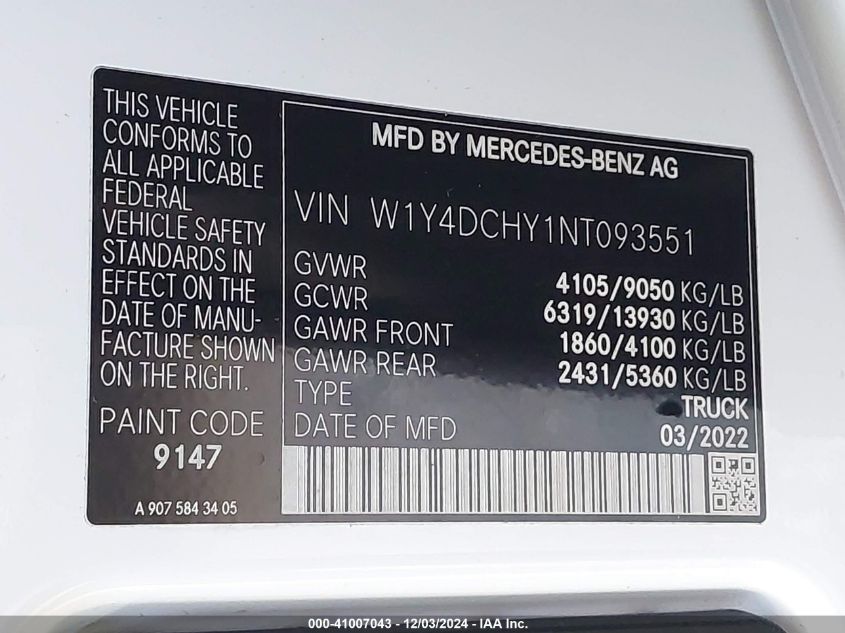 THIS VEHICLE
CONFORMS TO
ALL APPLICABLE
FEDERAL
VEHICLE SAFETY
STANDARDS IN
EFFECT ON THE
DATE OF MANU-
FACTURE SHOWN
ON THE RIGHT.
PAINT CODE
9147
A 907 584 34 05
MFD BY MERCEDES-BENZ AG
VIN W1Y4DCHY1NT093551
GVWR 4105/9050 KG/LB
GCWR 6319/13930 KG/LB
GAWR FRONT 1860/4100 KG/LB
GAWR REAR 2431/5360 KG/LB
TYPE TRUCK
DATE OF MFD 03/2022
000-41007043 - 12/03/2024 - IAA Inc.